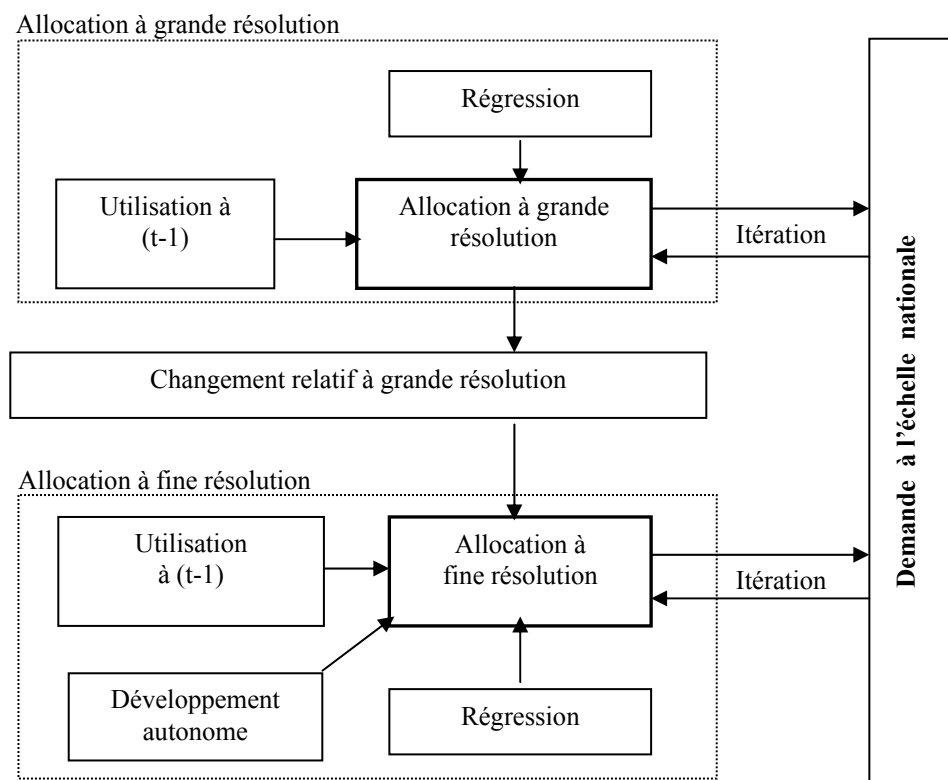 Allocation à grande résolution
Régression
Utilisation à
(t-1)
Allocation à grande
résolution
Itération
Changement relatif à grande résolution
Allocation à fine résolution
Utilisation
à (t-1)
Allocation à
fine résolution
Itération
Développement
autonome
Régression
Demande à l’échelle nationale